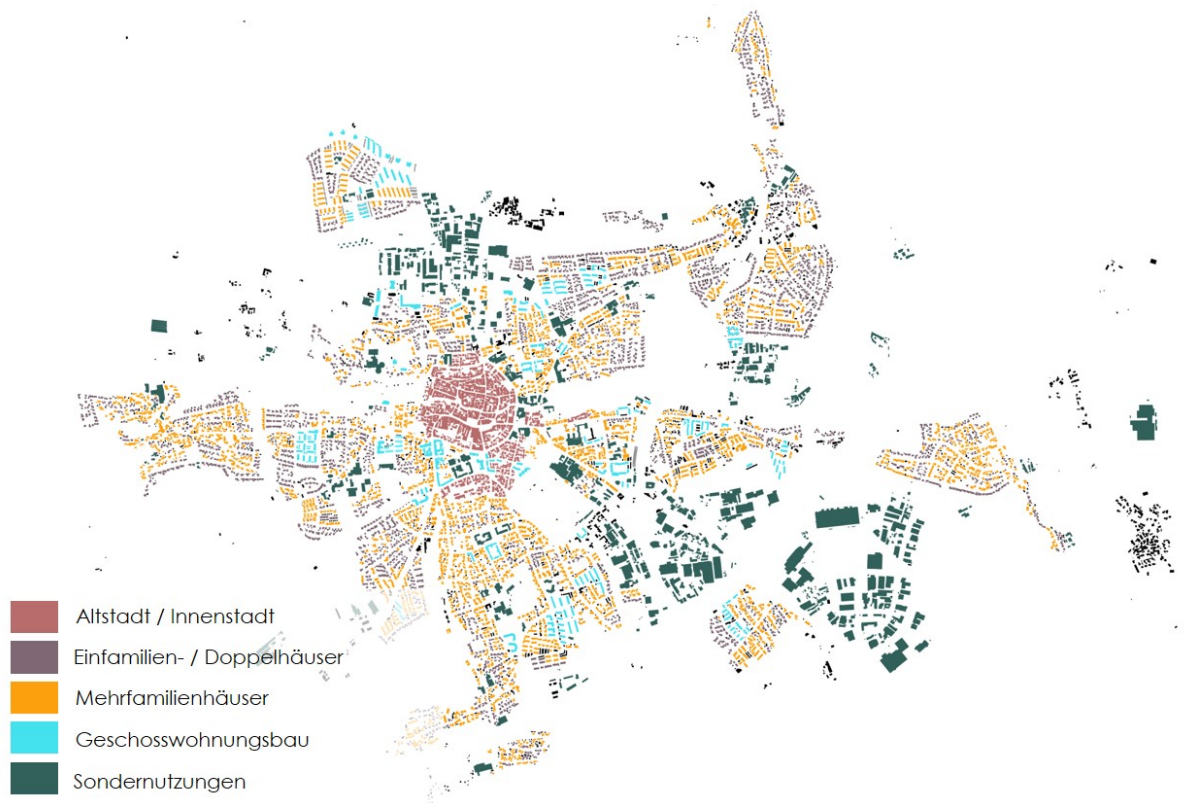 Altstadt / Innenstadt
Einfamilien- / Doppelhäuser
Mehrfamilienhäuser
Geschosswohnungsbau
Sondernutzungen